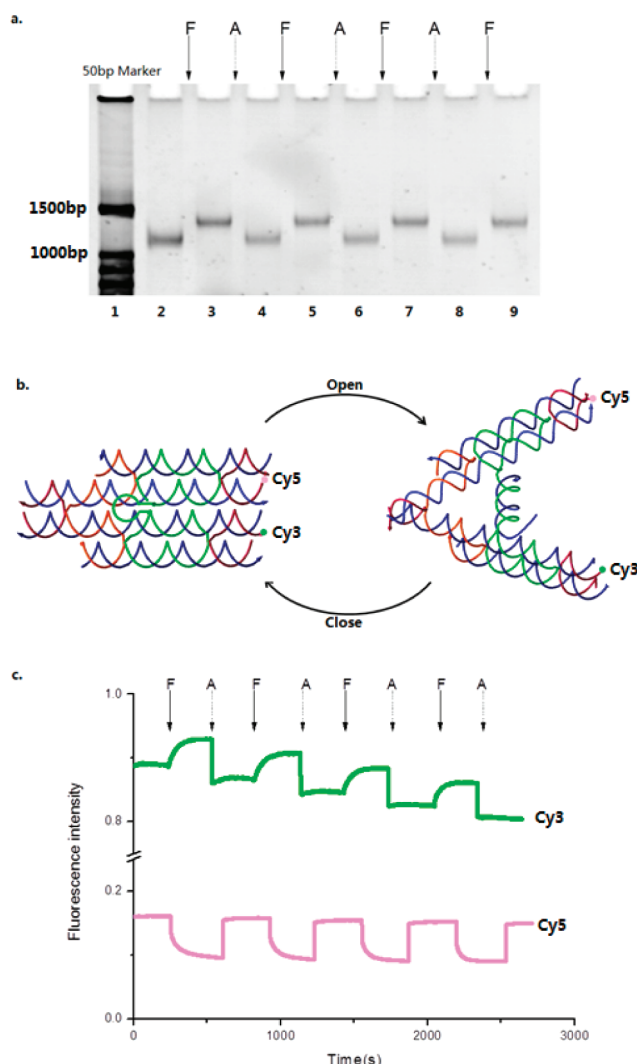 a.
F A F A F A F
50bp Marker
1500bp
1000bp
1 2 3 4 5 6 7 8 9
b.
Open
Cy5
Cy5
Cy3
Cy3
Close
c.
F A F A F A F A
1.0
0.8
Cy3
Fluorescence intensity
0.2
Cy5
0.0
0 1000 2000 3000
Time(s)